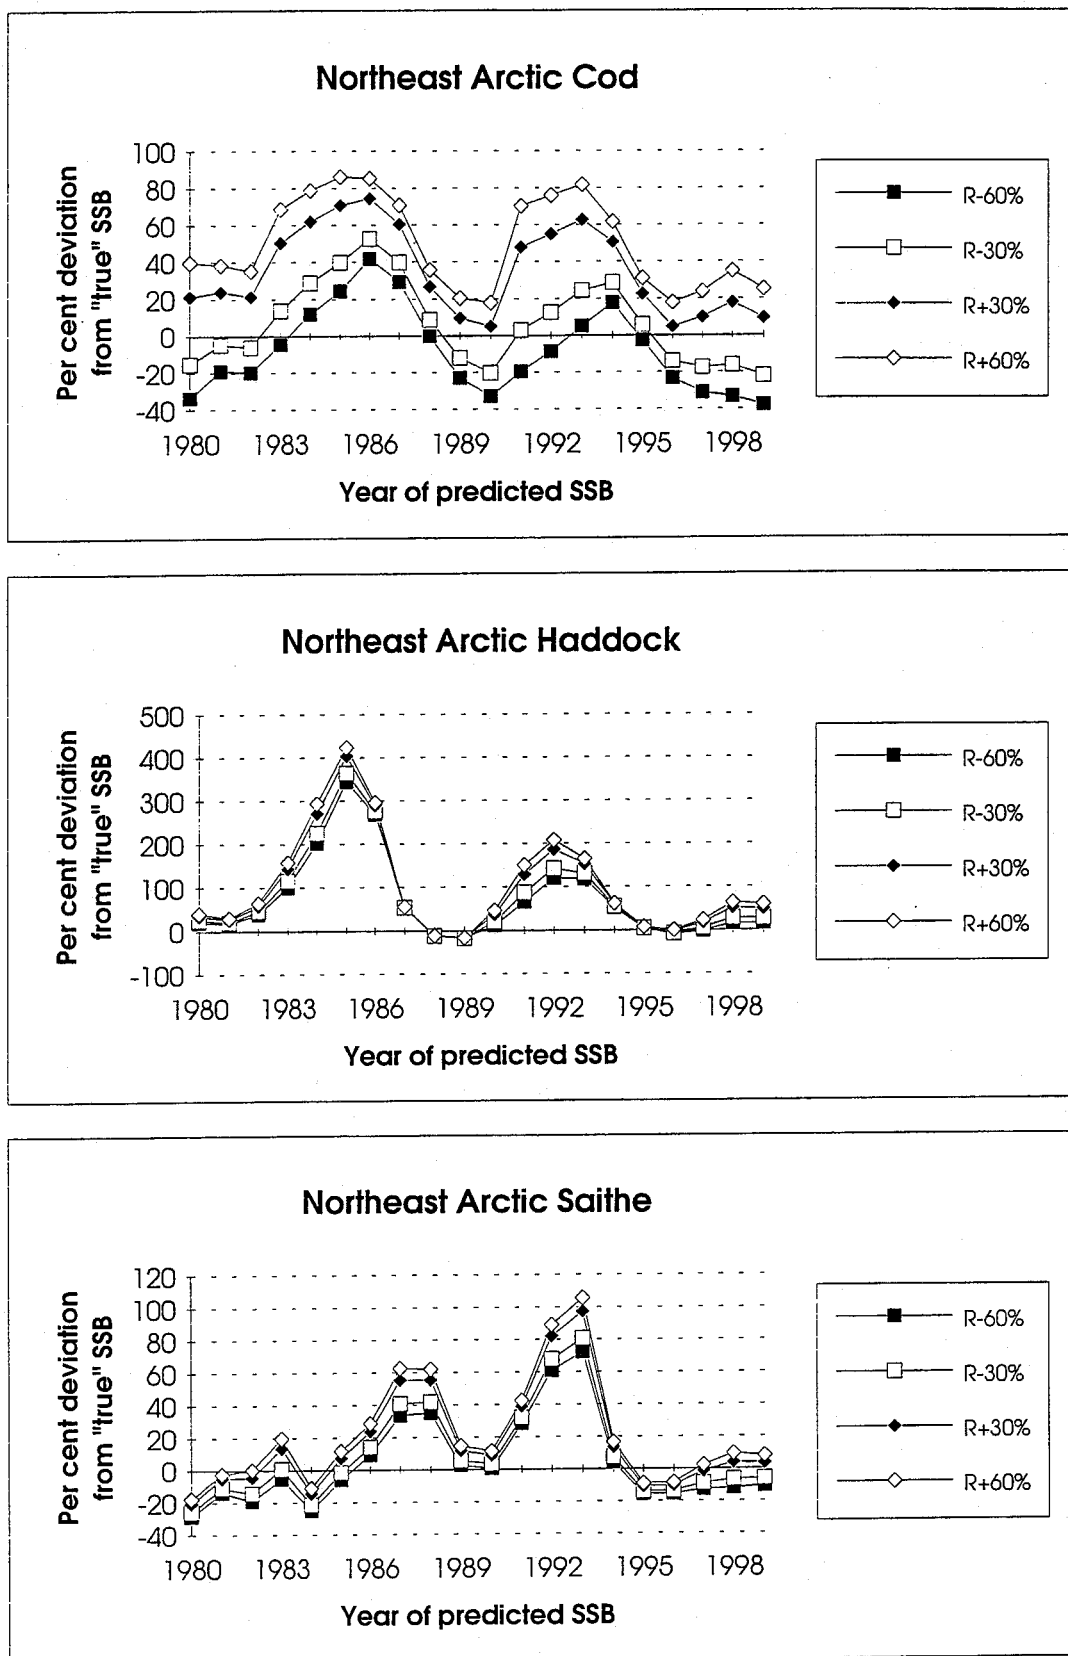 Northeast Arctic Cod
Per cent deviation
from "true" SSB
100
80
60
40
20
0
-20
-40
1980 1983 1986 1989 1992 1995 1998
Year of predicted SSB
R-60%
R-30%
R+30%
R+60%
Northeast Arctic Haddock
Per cent deviation
from "true" SSB
500
400
300
200
100
0
-100
1980 1983 1986 1989 1992 1995 1998
Year of predicted SSB
R-60%
R-30%
R+30%
R+60%
Northeast Arctic Saithe
Per cent deviation
from "true" SSB
120
100
80
60
40
20
0
-20
-40
1980 1983 1986 1989 1992 1995 1998
Year of predicted SSB
R-60%
R-30%
R+30%
R+60%